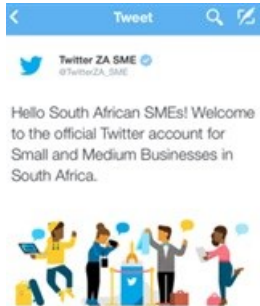 Tweet
Twitter ZA SME
@TwitterZA_SME
Hello South African SMEs! Welcome
to the official Twitter account for
Small and Medium Businesses in
South Africa.